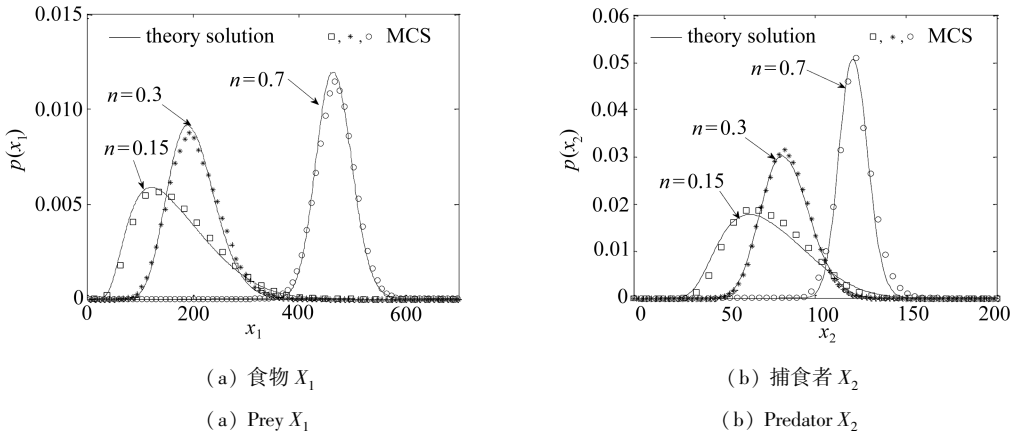 0.015
theory solution
□, *, ○ MCS
n=0.7
n=0.3
0.010
n=0.15
p(x₁)
0.005
0
0 200 400 600
x₁
(a) 食物 X₁
(a) Prey X₁
0.06
theory solution
□, *, ○ MCS
0.05
n=0.7
0.04
n=0.3
p(x₂)
0.03
n=0.15
0.02
0.01
0
0 50 100 150 200
x₂
(b) 捕食者 X₂
(b) Predator X₂